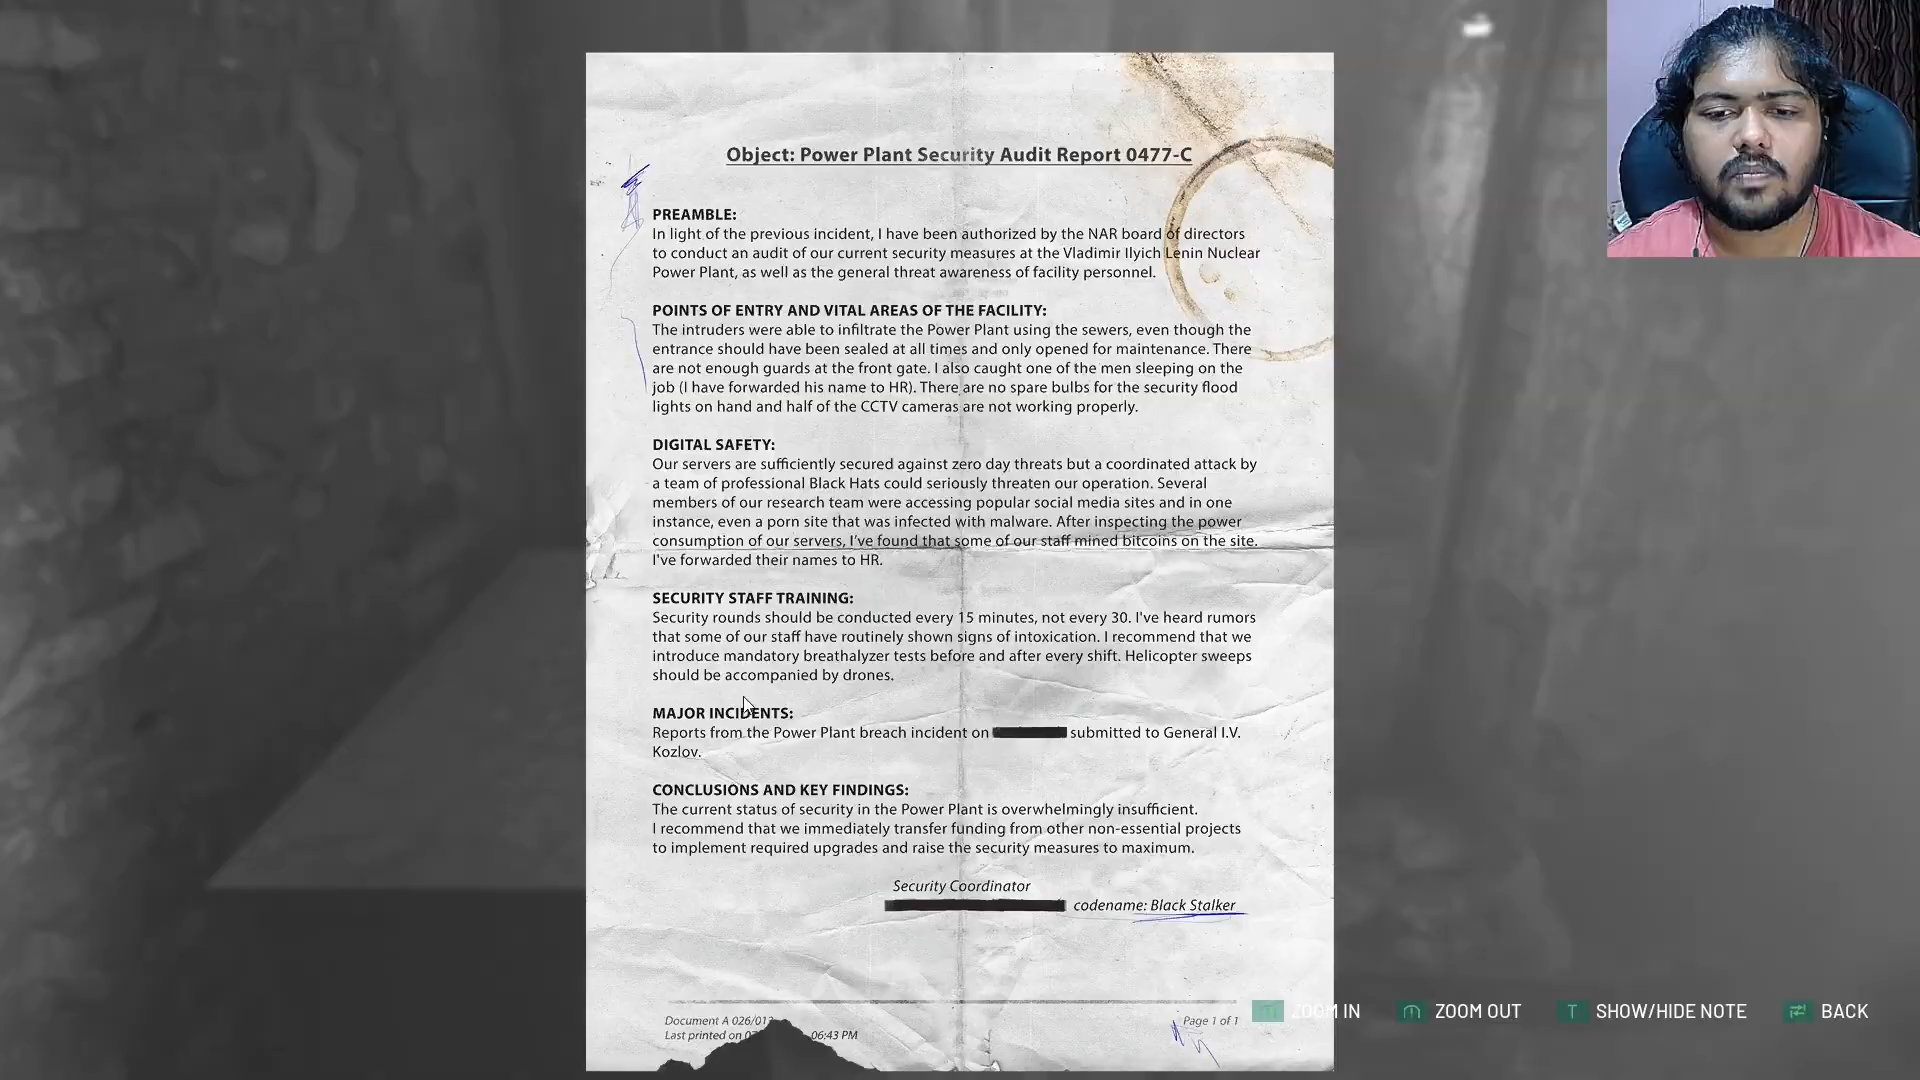 Object: Power Plant Security Audit Report 0477-C
PREAMBLE:
In light of the previous incident, I have been authorized by the NAR board of directors
to conduct an audit of our current security measures at the Vladimir Ilyich Lenin Nuclear
Power Plant, as well as the general threat awareness of facility personnel.
POINTS OF ENTRY AND VITAL AREAS OF THE FACILITY:
The intruders were able to infiltrate the Power Plant using the sewers, even though the
entrance should have been sealed at all times and only opened for maintenance. There
are not enough guards at the front gate. I also caught one of the men sleeping on the
job (I have forwarded his name to HR). There are no spare bulbs for the security flood
lights on hand and half of the CCTV cameras are not working properly.
DIGITAL SAFETY:
Our servers are sufficiently secured against zero day threats but a coordinated attack by
a team of professional Black Hats could seriously threaten our operation. Several
members of our research team were accessing popular social media sites and in one
instance, even a porn site that was infected with malware. After inspecting the power
consumption of our servers, I've found that some of our staff mined bitcoins on the site.
I've forwarded their names to HR.
SECURITY STAFF TRAINING:
Security rounds should be conducted every 15 minutes, not every 30. I've heard rumors
that some of our staff have routinely shown signs of intoxication. I recommend that we
introduce mandatory breathalyzer tests before and after every shift. Helicopter sweeps
should be accompanied by drones.
MAJOR INCIDENTS:
Reports from the Power Plant breach incident on submitted to General I.V.
Kozlov.
CONCLUSIONS AND KEY FINDINGS:
The current status of security in the Power Plant is overwhelmingly insufficient.
I recommend that we immediately transfer funding from other non-essential projects
to implement required upgrades and raise the security measures to maximum.
Security Coordinator
codename: Black Stalker
Document A 026/01
Last printed on 06:43 PM
Page 1 of 1
ZOOM IN
ZOOM OUT
T SHOW/HIDE NOTE
BACK